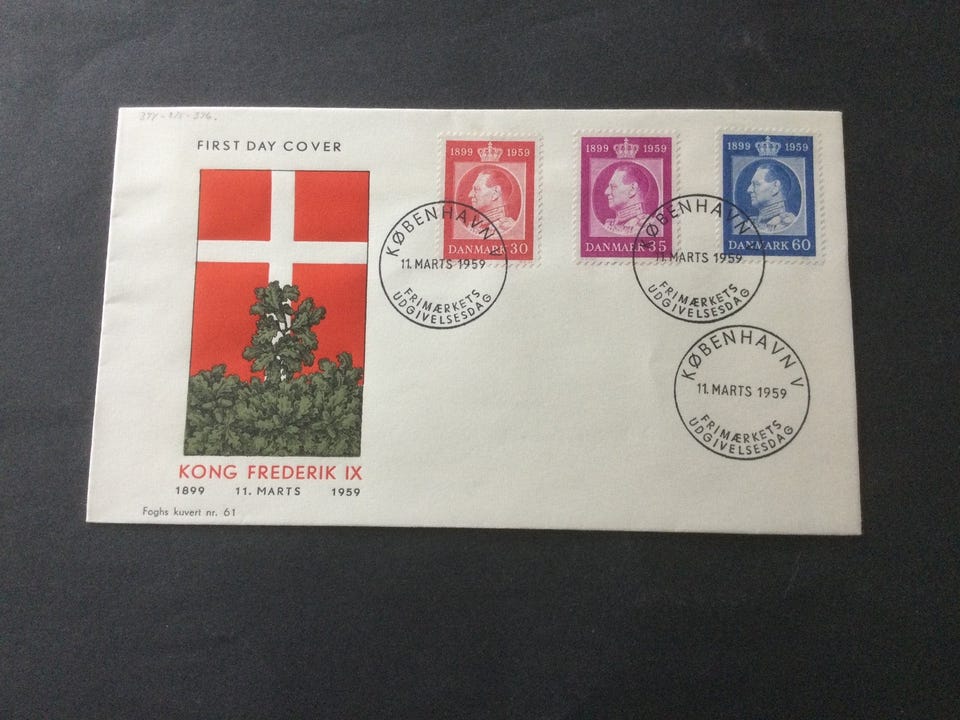 FIRST DAY COVER
1899 1959
DANMARK 30
1899 1959
DANMARK 35
1899 1959
DANMARK 60
KØBENHAVN V
11. MARTS 1959
FRIMÆRKETS
UDGIVELSESDAG
KØBENHAVN V
11. MARTS 1959
FRIMÆRKETS
UDGIVELSESDAG
KØBENHAVN V
11. MARTS 1959
FRIMÆRKETS
UDGIVELSESDAG
KONG FREDERIK IX
1899 11. MARTS 1959
Foghs kuvert nr. 61